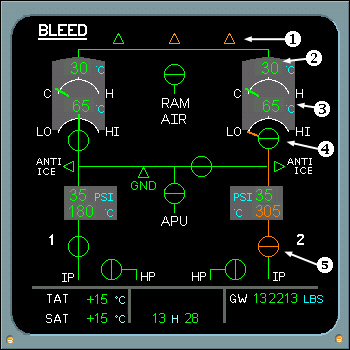 BLEED
1
30 °C 30 °C 2
C H C H
65 °C 65 °C 3
LO HI LO HI
RAM
AIR
4
ANTI
ICE
ANTI
ICE
GND
35 PSI PSI 35
180 °C °C 305
APU
1 2
5
IP HP HP IP
TAT +15 °C GW 132213 LBS
SAT +15 °C 13 H 28